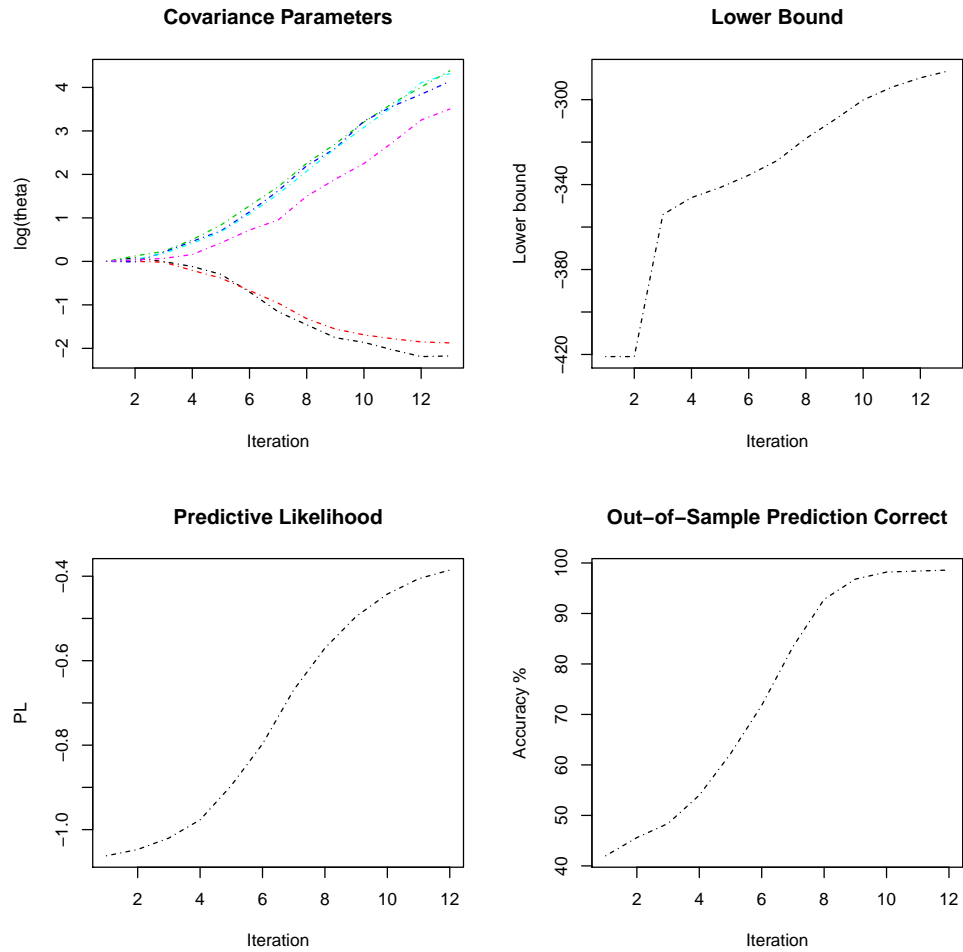 Covariance Parameters
log(theta)
4
3
2
1
0
−1
−2
2 4 6 8 10 12
Iteration
Lower Bound
Lower bound
−300
−340
−380
−420
2 4 6 8 10 12
Iteration
Predictive Likelihood
PL
−0.4
−0.6
−0.8
−1.0
2 4 6 8 10 12
Iteration
Out−of−Sample Prediction Correct
Accuracy %
100
90
80
70
60
50
40
2 4 6 8 10 12
Iteration